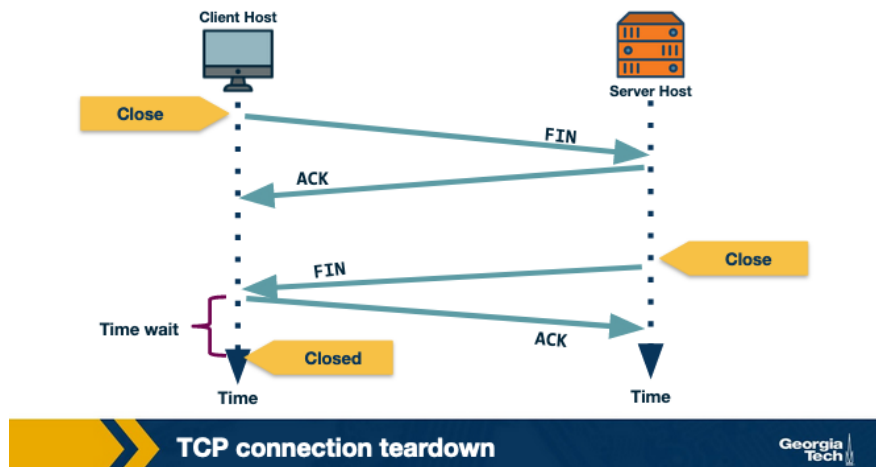 Client Host
Server Host
Close
FIN
ACK
Close
FIN
Time wait
ACK
Closed
Time
Time
TCP connection teardown
Georgia
Tech